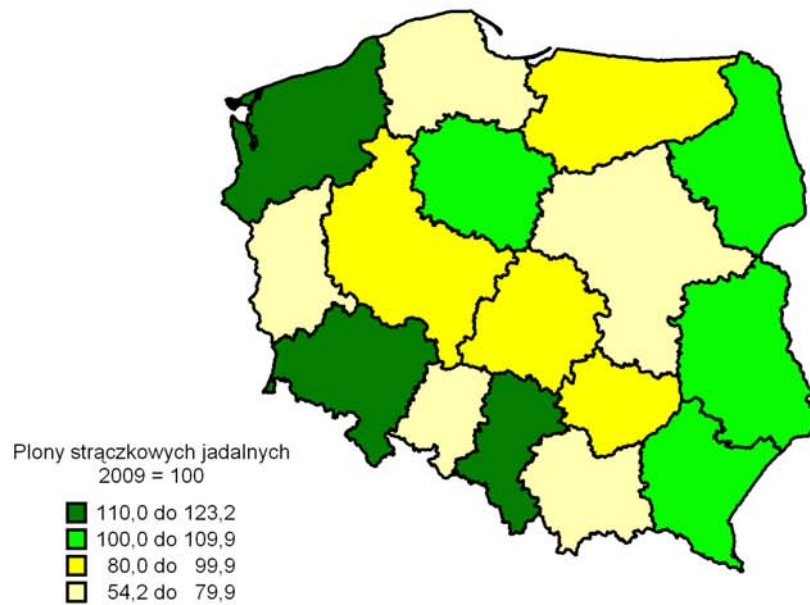 Plony strączkowych jadalnych
2009 = 100
110,0 do 123,2
100,0 do 109,9
80,0 do 99,9
54,2 do 79,9